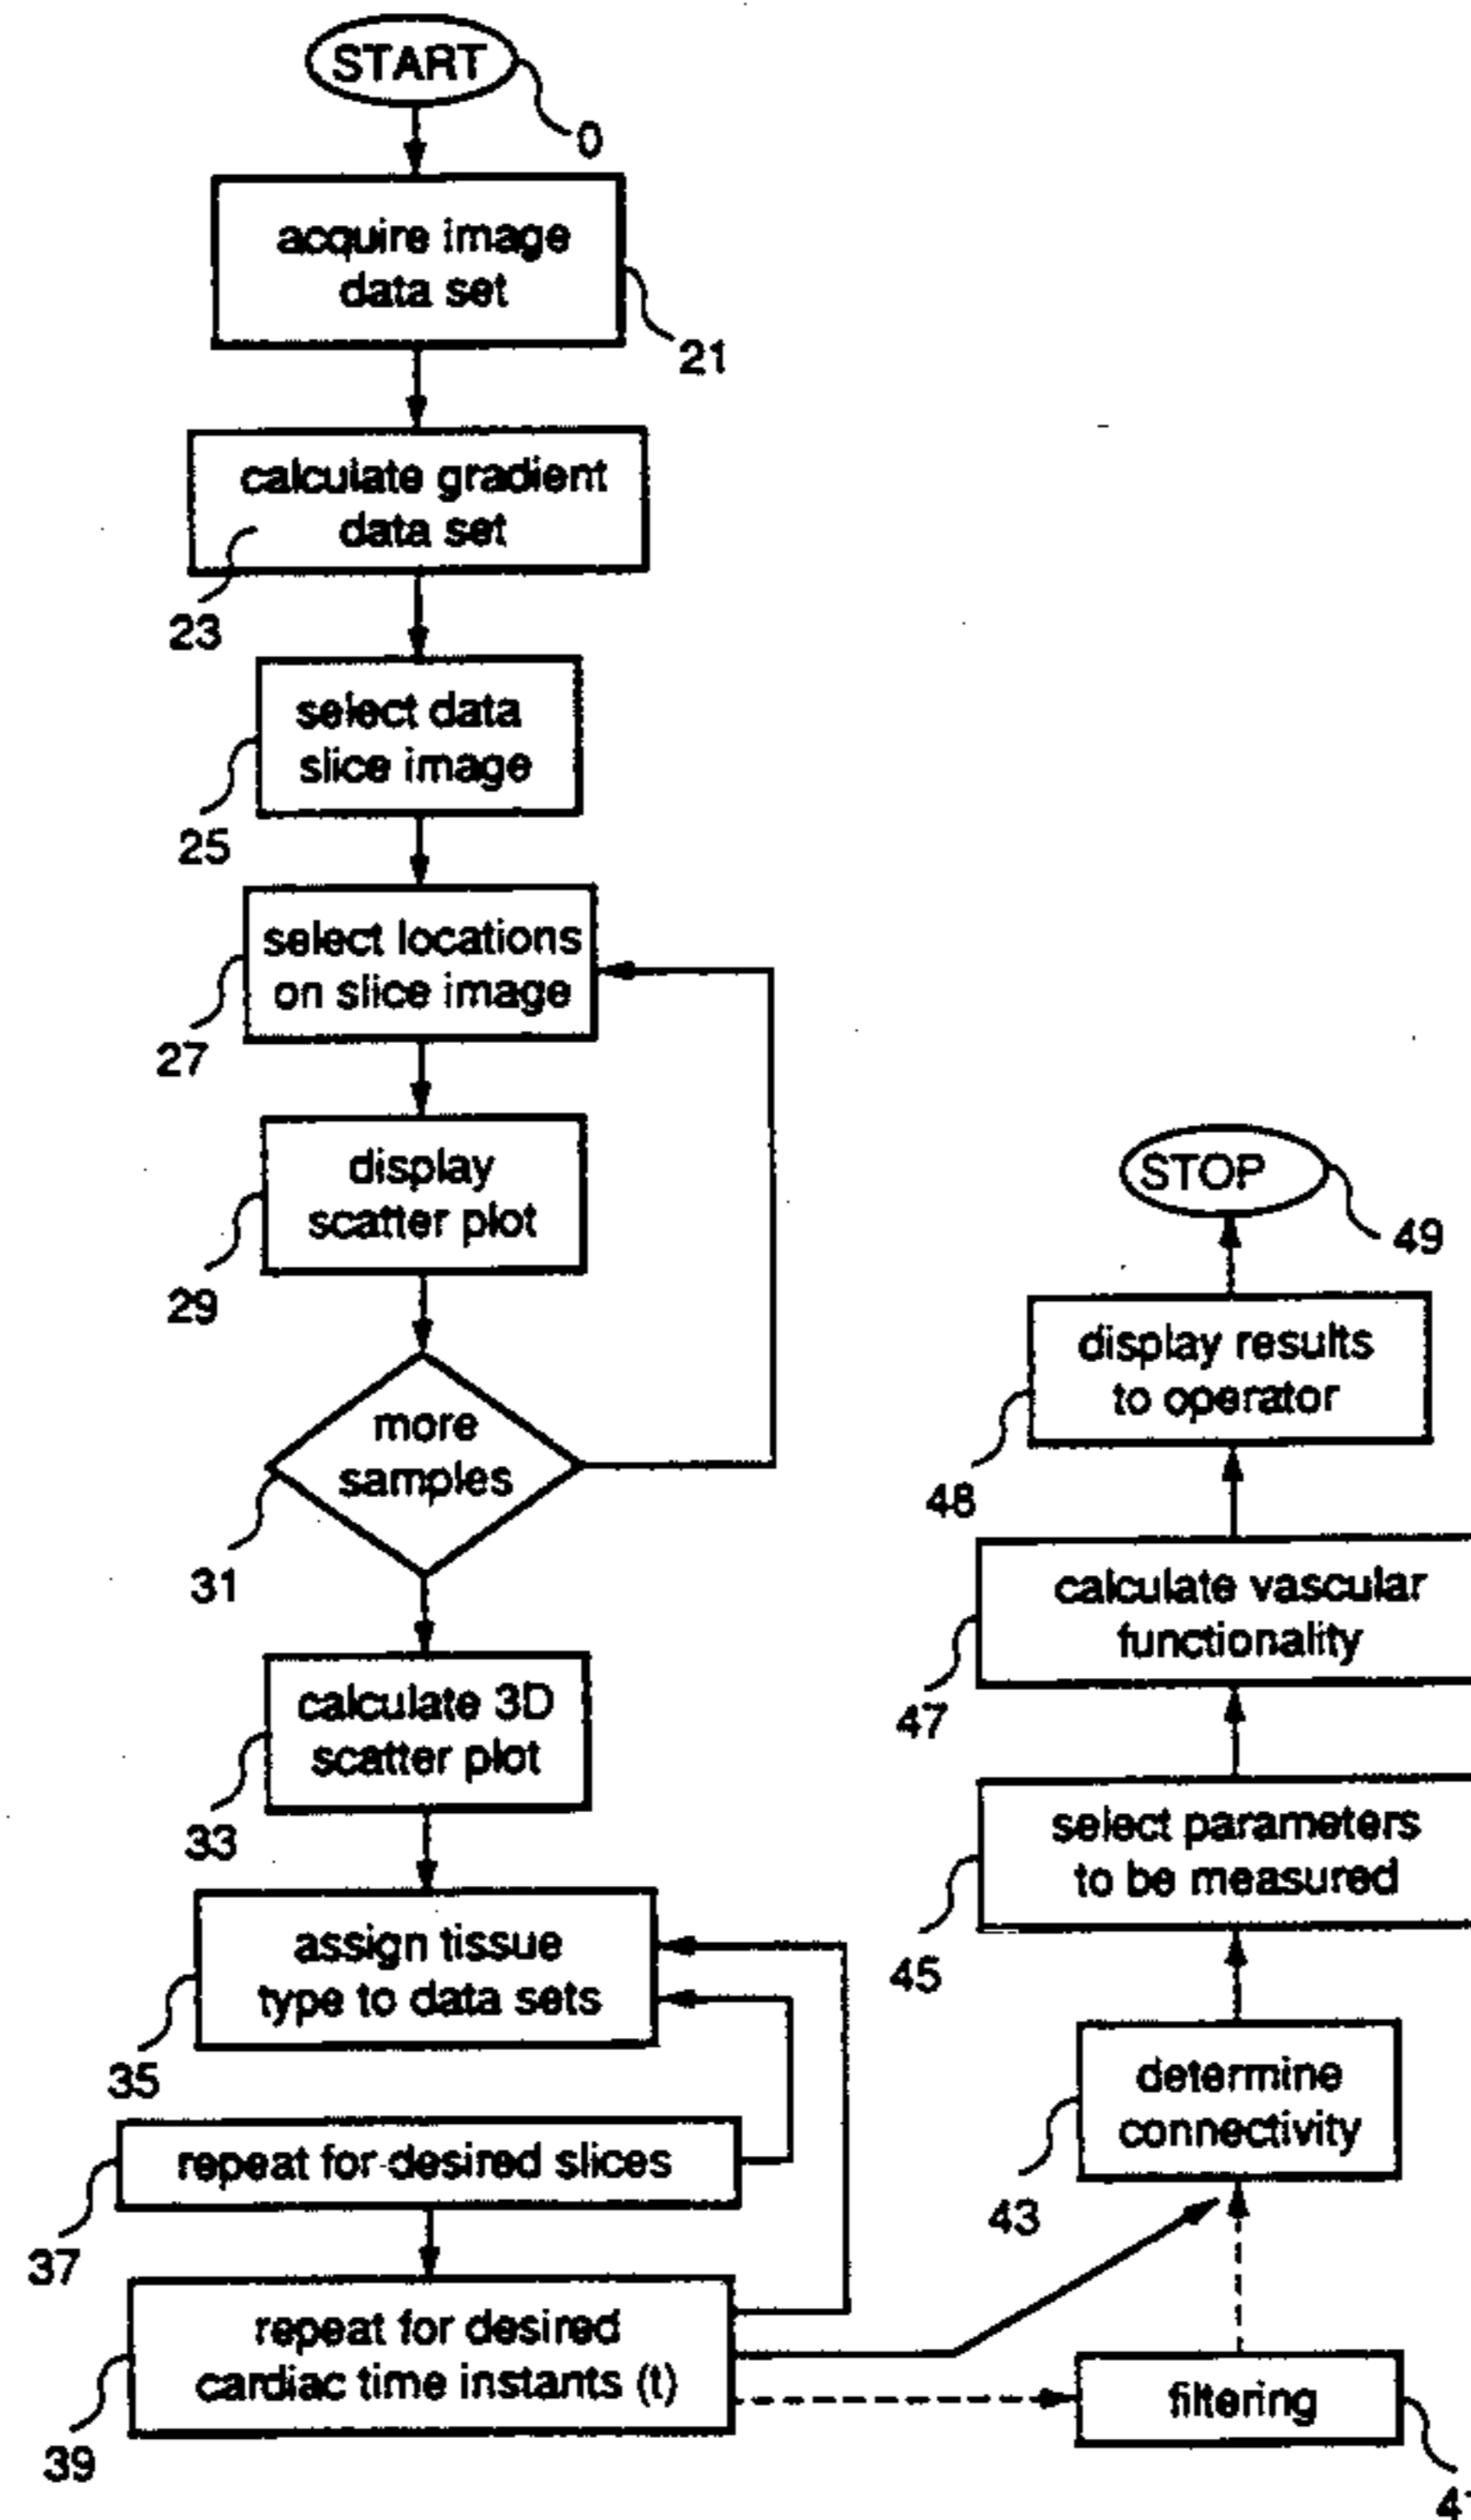 START
0
acquire image
data set
21
calculate gradient
data set
23
select data
slice image
25
select locations
on slice image
27
display
scatter plot
29
more
samples
31
calculate 3D
scatter plot
33
assign tissue
type to data sets
35
repeat for desired slices
37
repeat for desired
cardiac time instants (t)
39
STOP
49
display results
to operator
48
calculate vascular
functionality
47
select parameters
to be measured
45
determine
connectivity
43
filtering